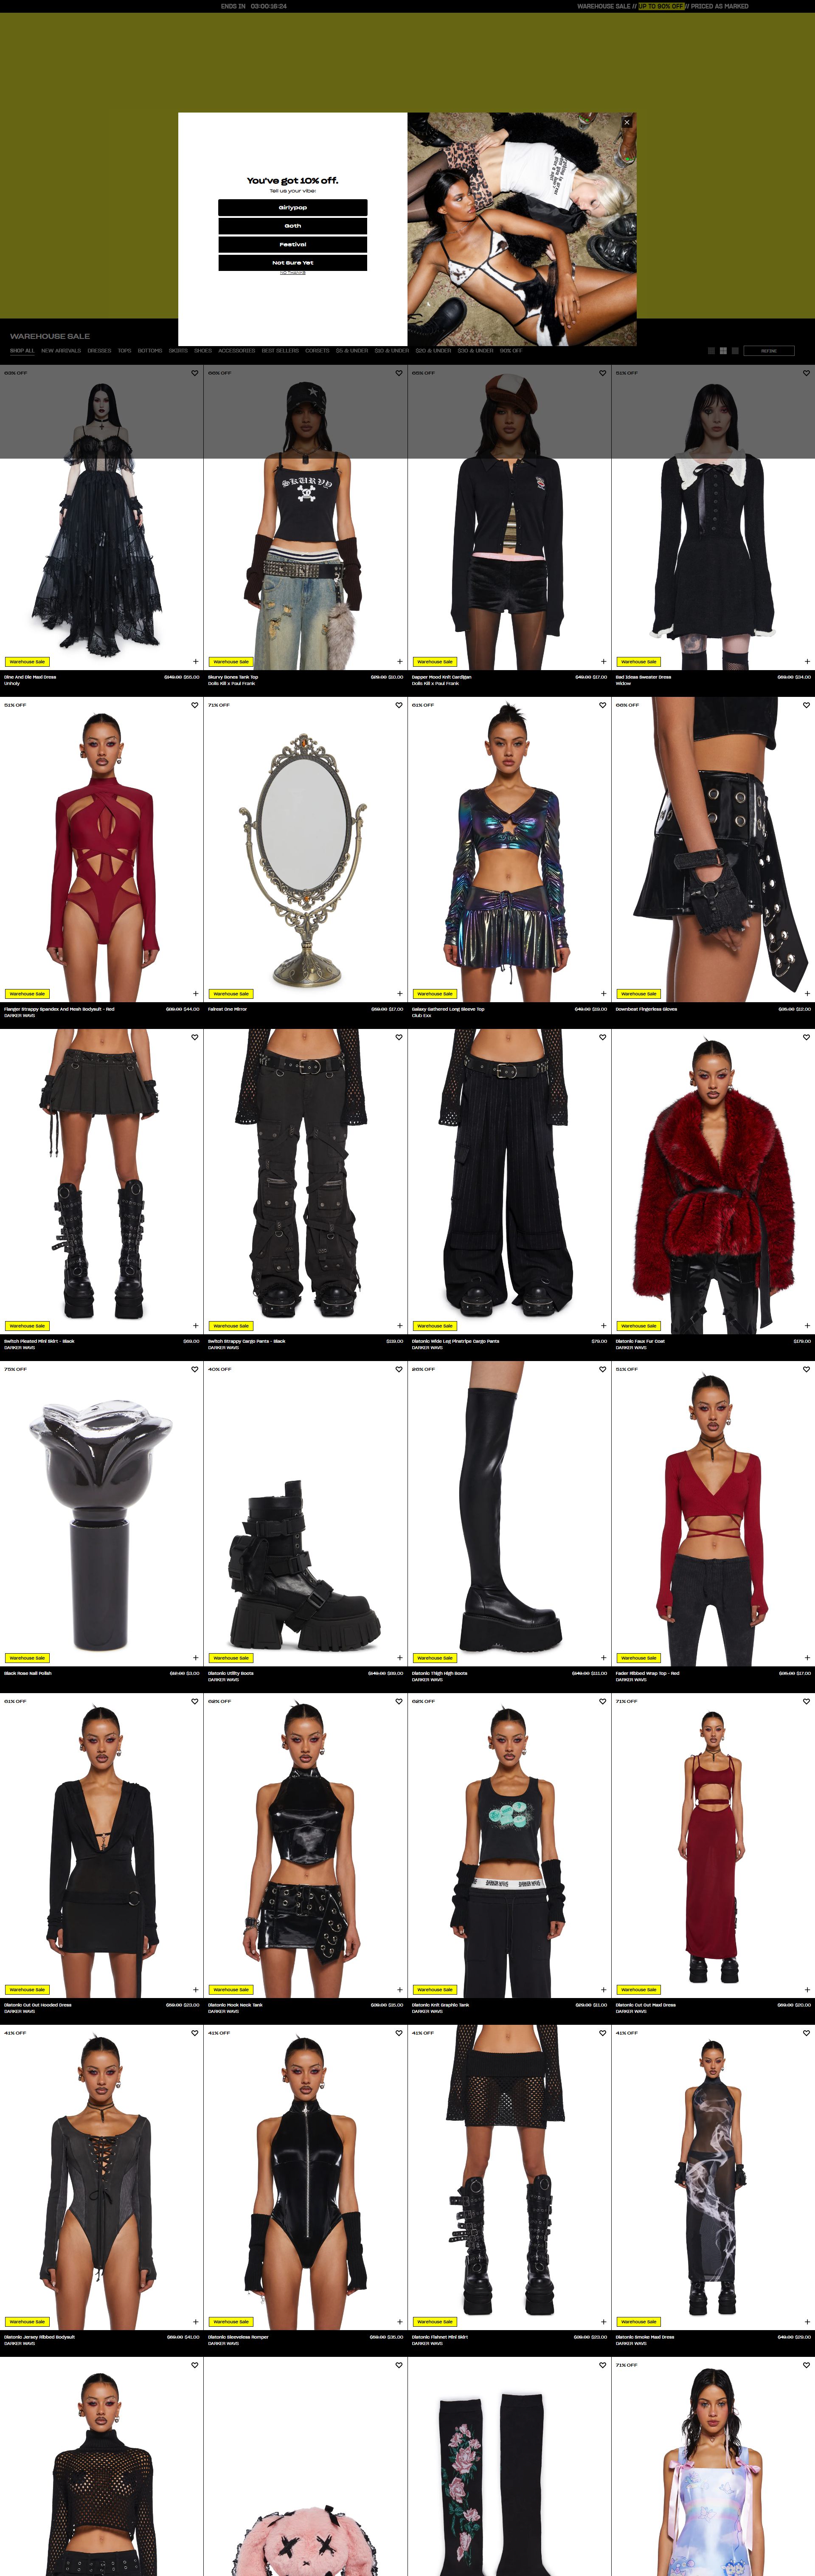 ENDS IN 03:00:16:24
WAREHOUSE SALE // UP TO 90% OFF // PRICED AS MARKED
You've got 10% off.
Tell us your vibe!
Girlypop
Goth
Festival
Not Sure Yet
NO THANKS
WAREHOUSE SALE
SHOP ALL NEW ARRIVALS DRESSES TOPS BOTTOMS SKIRTS SHOES ACCESSORIES BEST SELLERS CORSETS $5 & UNDER $10 & UNDER $20 & UNDER $30 & UNDER 90% OFF
REFINE
66% OFF
51% OFF
SKURVY
Warehouse Sale
Warehouse Sale
Warehouse Sale
Warehouse Sale
Dine And Die Maxi Dress $149.00 $55.00
Unholy
Skurvy Bones Tank Top $29.00 $10.00
Dolls Kill x Paul Frank
Dapper Mood Knit Cardigan $49.00 $17.00
Dolls Kill x Paul Frank
Bad Ideas Sweater Dress $69.00 $34.00
Widow
51% OFF
71% OFF
61% OFF
66% OFF
Warehouse Sale
Warehouse Sale
Warehouse Sale
Warehouse Sale
Flanger Strappy Spandex And Mesh Bodysuit - Red $89.00 $44.00
DARKER WAVS
Fairest One Mirror $59.00 $17.00
Galaxy Gathered Long Sleeve Top $49.00 $19.00
Club Exx
Downbeat Fingerless Gloves $35.00 $12.00
Warehouse Sale
Warehouse Sale
Warehouse Sale
Warehouse Sale
Switch Pleated Mini Skirt - Black $69.00
DARKER WAVS
Switch Strappy Cargo Pants - Black $119.00
DARKER WAVS
Diatonic Wide Leg Pinstripe Cargo Pants $79.00
DARKER WAVS
Diatonic Faux Fur Coat $179.00
DARKER WAVS
75% OFF
40% OFF
26% OFF
51% OFF
Warehouse Sale
Warehouse Sale
Warehouse Sale
Warehouse Sale
Black Rose Nail Polish $12.00 $3.00
Diatonic Utility Boots $149.00 $89.00
DARKER WAVS
Diatonic Thigh High Boots $149.00 $111.00
DARKER WAVS
Fader Ribbed Wrap Top - Red $35.00 $17.00
DARKER WAVS
61% OFF
62% OFF
62% OFF
71% OFF
DARKER WAVS
Warehouse Sale
Warehouse Sale
Warehouse Sale
Warehouse Sale
Diatonic Cut Out Hooded Dress $59.00 $23.00
DARKER WAVS
Diatonic Mock Neck Tank $39.00 $15.00
DARKER WAVS
Diatonic Knit Graphic Tank $29.00 $11.00
DARKER WAVS
Diatonic Cut Out Maxi Dress $69.00 $20.00
DARKER WAVS
41% OFF
41% OFF
41% OFF
41% OFF
Warehouse Sale
Warehouse Sale
Warehouse Sale
Warehouse Sale
Diatonic Jersey Ribbed Bodysuit $69.00 $41.00
DARKER WAVS
Diatonic Sleeveless Romper $59.00 $35.00
DARKER WAVS
Diatonic Fishnet Mini Skirt $39.00 $23.00
DARKER WAVS
Diatonic Smoke Maxi Dress $49.00 $29.00
DARKER WAVS
71% OFF